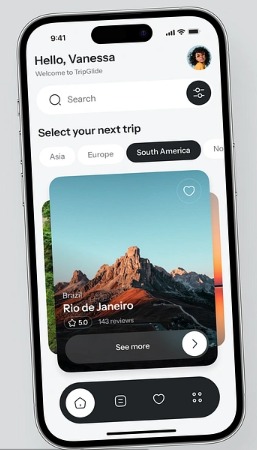 9:41
Hello, Vanessa
Welcome to TripGlide
Search
Select your next trip
Asia
Europe
South America
No
Brazil
Rio de Janeiro
5.0
143 reviews
See more